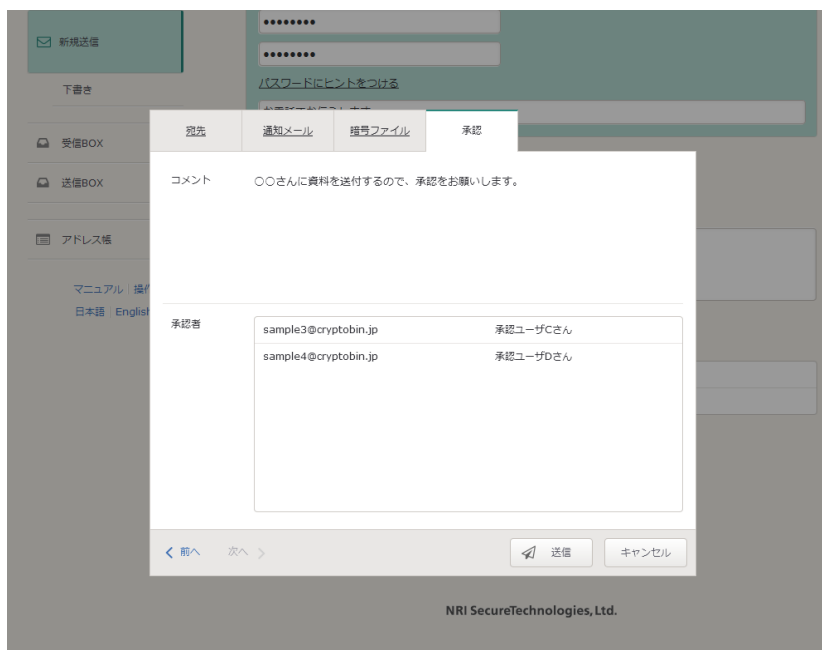 ••••••••
新規送信
••••••••
パスワードにヒントをつける
下書き
宛先
通知メール
暗号ファイル
承認
受信BOX
コメント
○○さんに資料を送付するので、承認をお願いします。
送信BOX
アドレス帳
マニュアル
日本語 English
承認者
sample3@cryptobin.jp 承認ユーザCさん
sample4@cryptobin.jp 承認ユーザDさん
前へ
次へ
送信
キャンセル
NRI SecureTechnologies, Ltd.